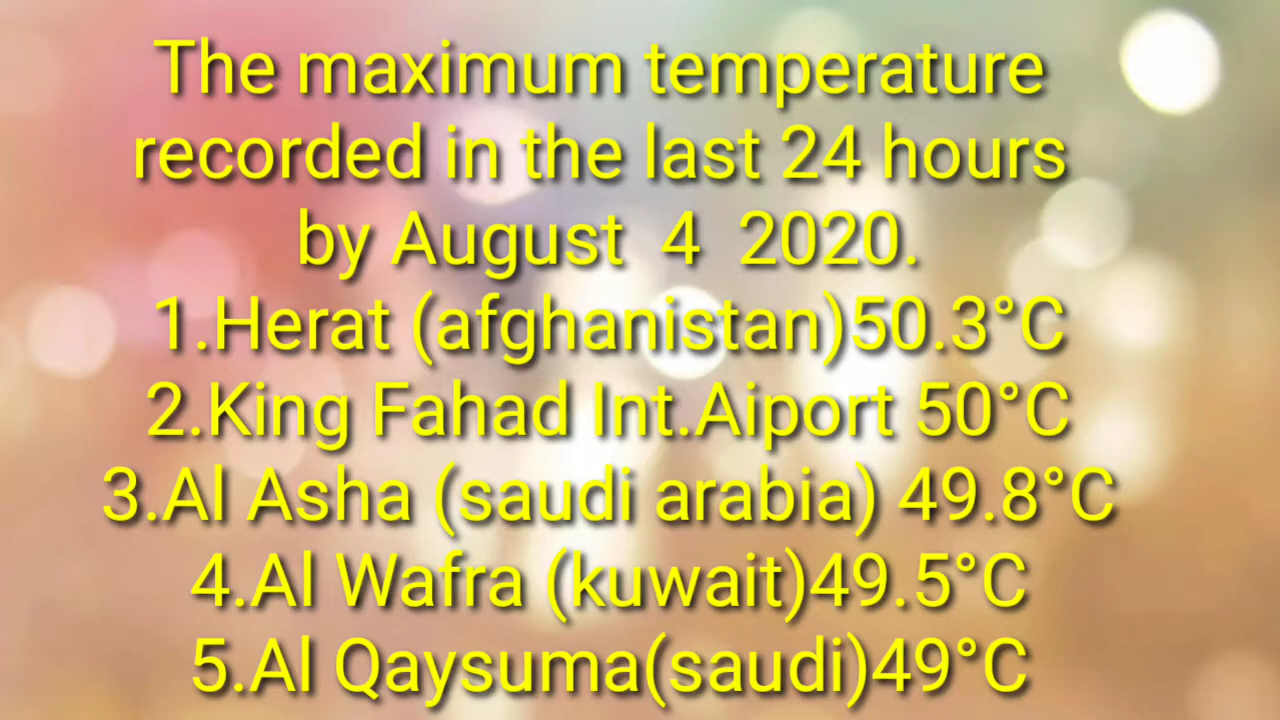 The maximum temperature
recorded in the last 24 hours
by August 4 2020.
1.Herat (afghanistan)50.3°C
2.King Fahad Int.Aiport 50°C
3.Al Asha (saudi arabia) 49.8°C
4.Al Wafra (kuwait)49.5°C
5.Al Qaysuma(saudi)49°C